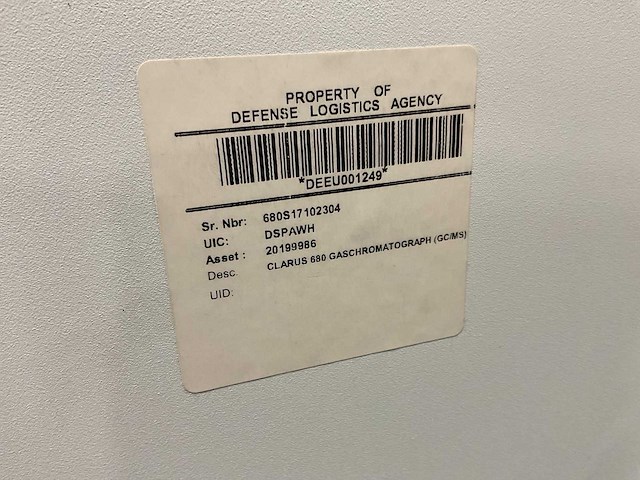 PROPERTY OF
DEFENSE LOGISTICS AGENCY
*DEEU001249*
Sr. Nbr: 680S17102304
UIC: DSPAWH
Asset : 20199986
Desc CLARUS 680 GASCHROMATOGRAPH (GC/MS)
UID: